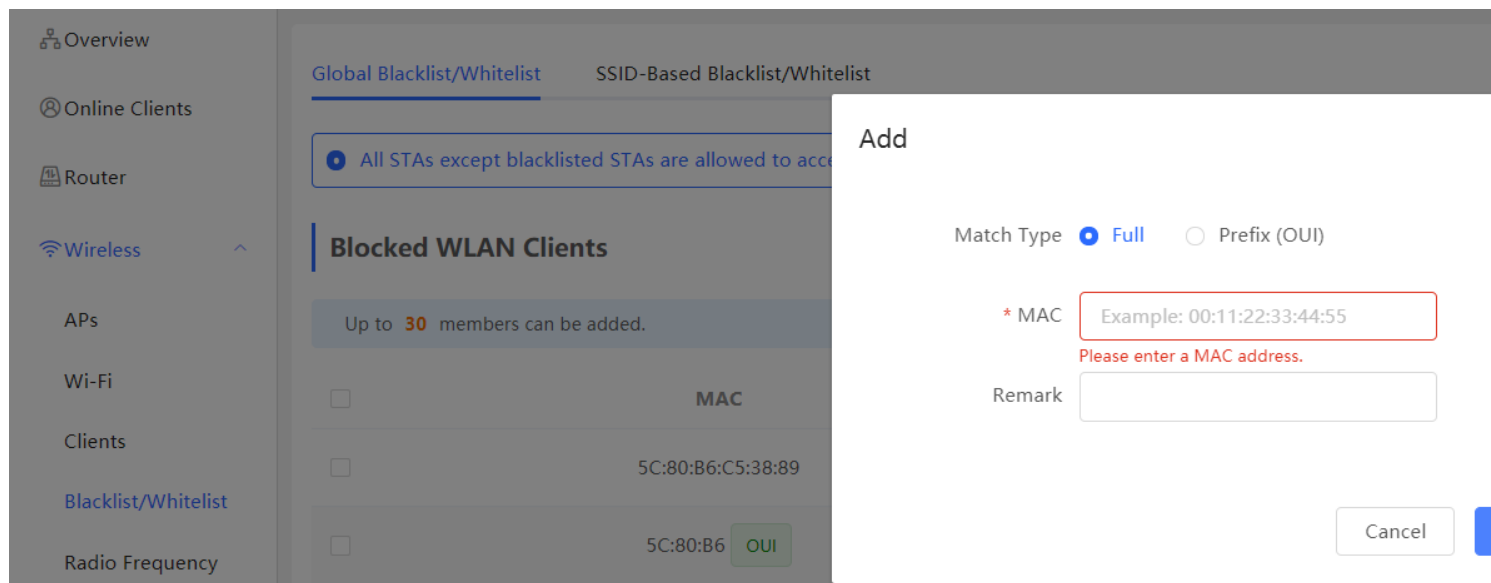 Overview
Online Clients
Router
Wireless
APs
Wi-Fi
Clients
Blacklist/Whitelist
Radio Frequency
Global Blacklist/Whitelist SSID-Based Blacklist/Whitelist
All STAs except blacklisted STAs are allowed to acce
Blocked WLAN Clients
Up to 30 members can be added.
MAC
5C:80:B6:C5:38:89
5C:80:B6 OUI
Add
Match Type Full Prefix (OUI)
* MAC Example: 00:11:22:33:44:55
Please enter a MAC address.
Remark
Cancel